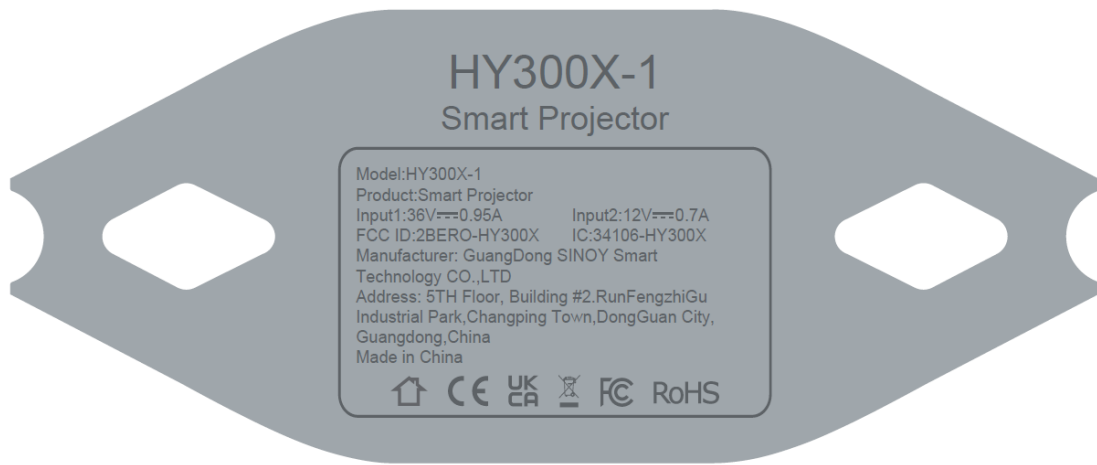 HY300X-1
Smart Projector
Model:HY300X-1
Product:Smart Projector
Input1:36V⎓0.95A Input2:12V⎓0.7A
FCC ID:2BERO-HY300X IC:34106-HY300X
Manufacturer: GuangDong SINOY Smart
Technology CO.,LTD
Address: 5TH Floor, Building #2.RunFengzhiGu
Industrial Park,Changping Town,DongGuan City,
Guangdong,China
Made in China
CE UK CA FC RoHS